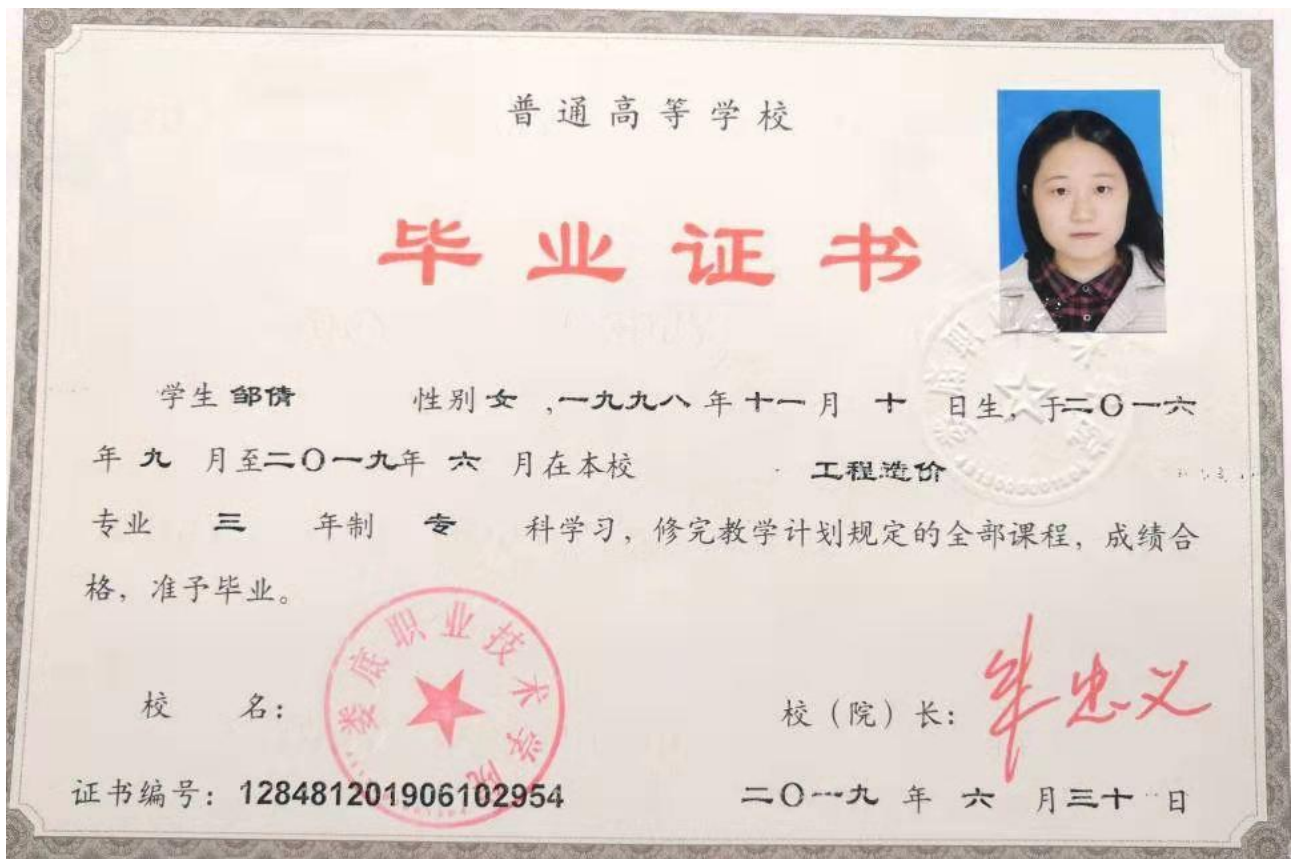 普通高等学校
毕业证书
学生 邹倩 性别 女 ,一九九八 年 十一 月 十 日生，于二〇一六
年 九 月至二〇一九年 六 月在本校 工程造价
专业 三 年制 专 科学习，修完教学计划规定的全部课程，成绩合
格，准予毕业。
校 名： 娄底职业技术学院
校（院）长：
证书编号：128481201906102954
二〇一九 年 六 月三十 日